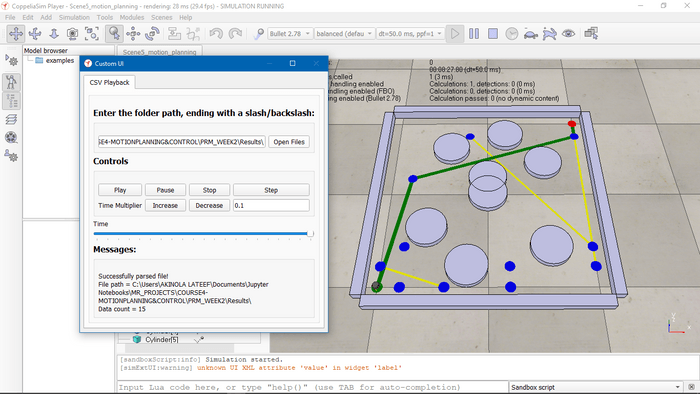 CoppeliaSim Player - Scene5_motion_planning - rendering: 28 ms (29.4 fps) - SIMULATION RUNNING
File Edit Add Simulation Tools Modules Scenes Help
Bullet 2.78 balanced (defau dt=50.0 ms, ppf=1
Model browser
Scene5_motion_planning
examples
Custom UI
CSV Playback
Enter the folder path, ending with a slash/backslash:
SE4-MOTIONPLANNING&CONTROL\PRM_WEEK2\Results\ Open Files
Controls
Play Pause Stop Step
Time Multiplier Increase Decrease 0.1
Time
Messages:
Successfully parsed file!
File path = C:\Users\AKINOLA LATEEF\Documents\Jupyter
Notebooks\MR_PROJECTS\COURSE4-
MOTIONPLANNING&CONTROL\PRM_WEEK2\Results\
Data count = 15
0
00:00:27.00 (dt=50.0 ms)
called 1 (3 ms)
handling enabled Calculations: 1, detections: 0 (0 ms)
ndling enabled (FBO) Calculations: 0, detections: 0 (0 ms)
ng enabled (Bullet 2.78) Calculation passes: 0 (no dynamic content)
Cylinder[5]
[sandboxScript:info] Simulation started.
[simExtUI:warning] unknown UI XML attribute 'value' in widget 'label'
Input Lua code here, or type "help()" (use TAB for auto-completion) Sandbox script